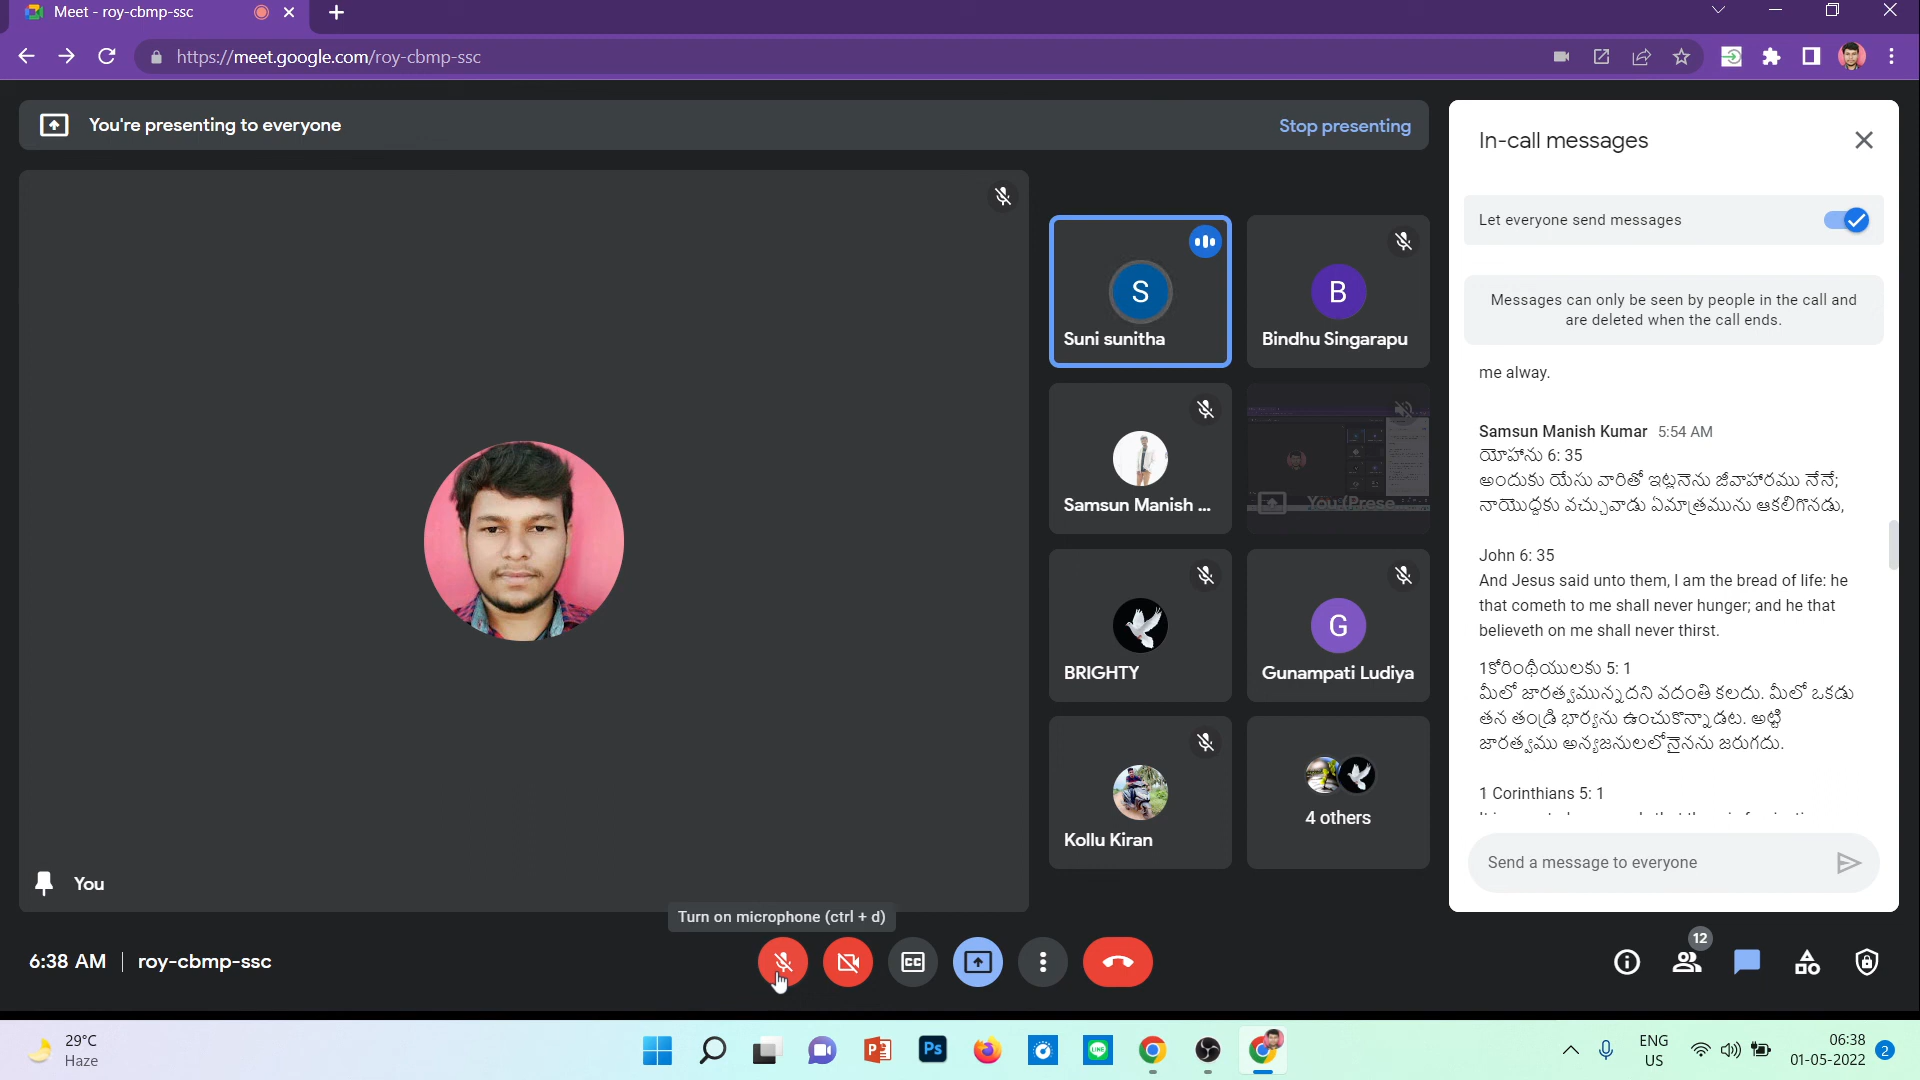 Meet - roy-cbmp-ssc
https://meet.google.com/roy-cbmp-ssc
You're presenting to everyone
Stop presenting
In-call messages
Let everyone send messages
Messages can only be seen by people in the call and
are deleted when the call ends.
me alway.
Samsun Manish Kumar 5:54 AM
యోహాను 6: 35
అందుకు యేసు వారితో ఇట్లనెను జీవాహారము నేనే;
నాయొద్దకు వచ్చువాడు ఏమాత్రమును ఆకలిగొనడు,
John 6: 35
And Jesus said unto them, I am the bread of life: he
that cometh to me shall never hunger; and he that
believeth on me shall never thirst.
1కోరింథీయులకు 5: 1
మీలో జారత్వమున్నదని వదంతి కలదు. మీలో ఒకడు
తన తండ్రి భార్యను ఉంచుకొన్నాడట. అట్టి
జారత్వము అన్యజనులలోనైనను జరుగదు.
1 Corinthians 5: 1
Send a message to everyone
S
Suni sunitha
B
Bindhu Singarapu
Samsun Manish ...
You (Prese
BRIGHTY
G
Gunampati Ludiya
Kollu Kiran
4 others
You
Turn on microphone (ctrl + d)
6:38 AM | roy-cbmp-ssc
CC
12
29°C
Haze
P
Ps
LINE
ENG
US
06:38
01-05-2022
2